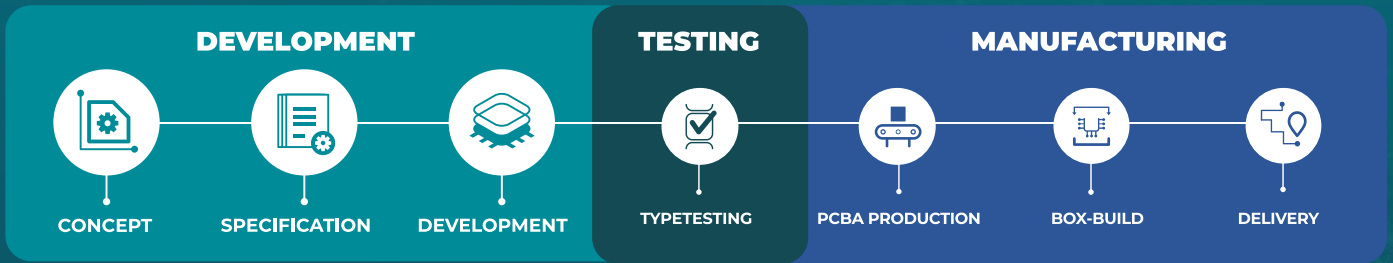 DEVELOPMENT
TESTING
MANUFACTURING
CONCEPT
SPECIFICATION
DEVELOPMENT
TYPETESTING
PCBA PRODUCTION
BOX-BUILD
DELIVERY